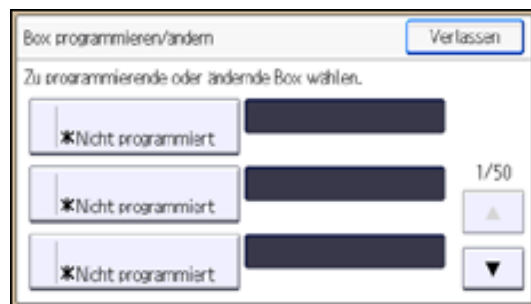 Box programmieren/ändern
Verlassen
Zu programmierende oder ändernde Box wählen.
*Nicht programmiert
1/50
*Nicht programmiert
▲
*Nicht programmiert
▼